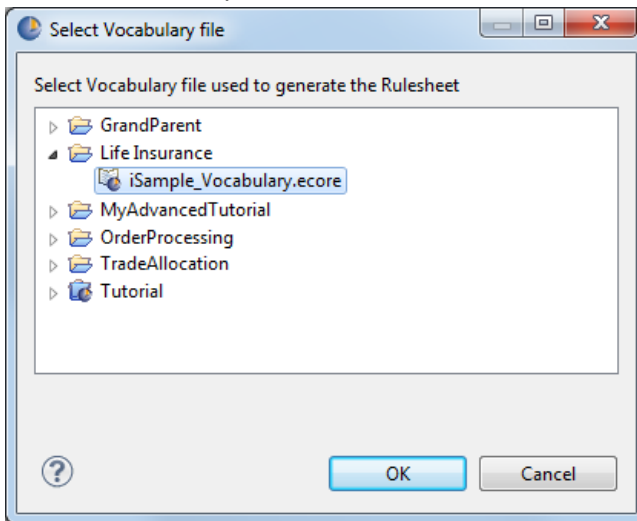 Select Vocabulary file
Select Vocabulary file used to generate the Rulesheet
GrandParent
Life Insurance
iSample_Vocabulary.ecore
MyAdvancedTutorial
OrderProcessing
TradeAllocation
Tutorial
?
OK
Cancel